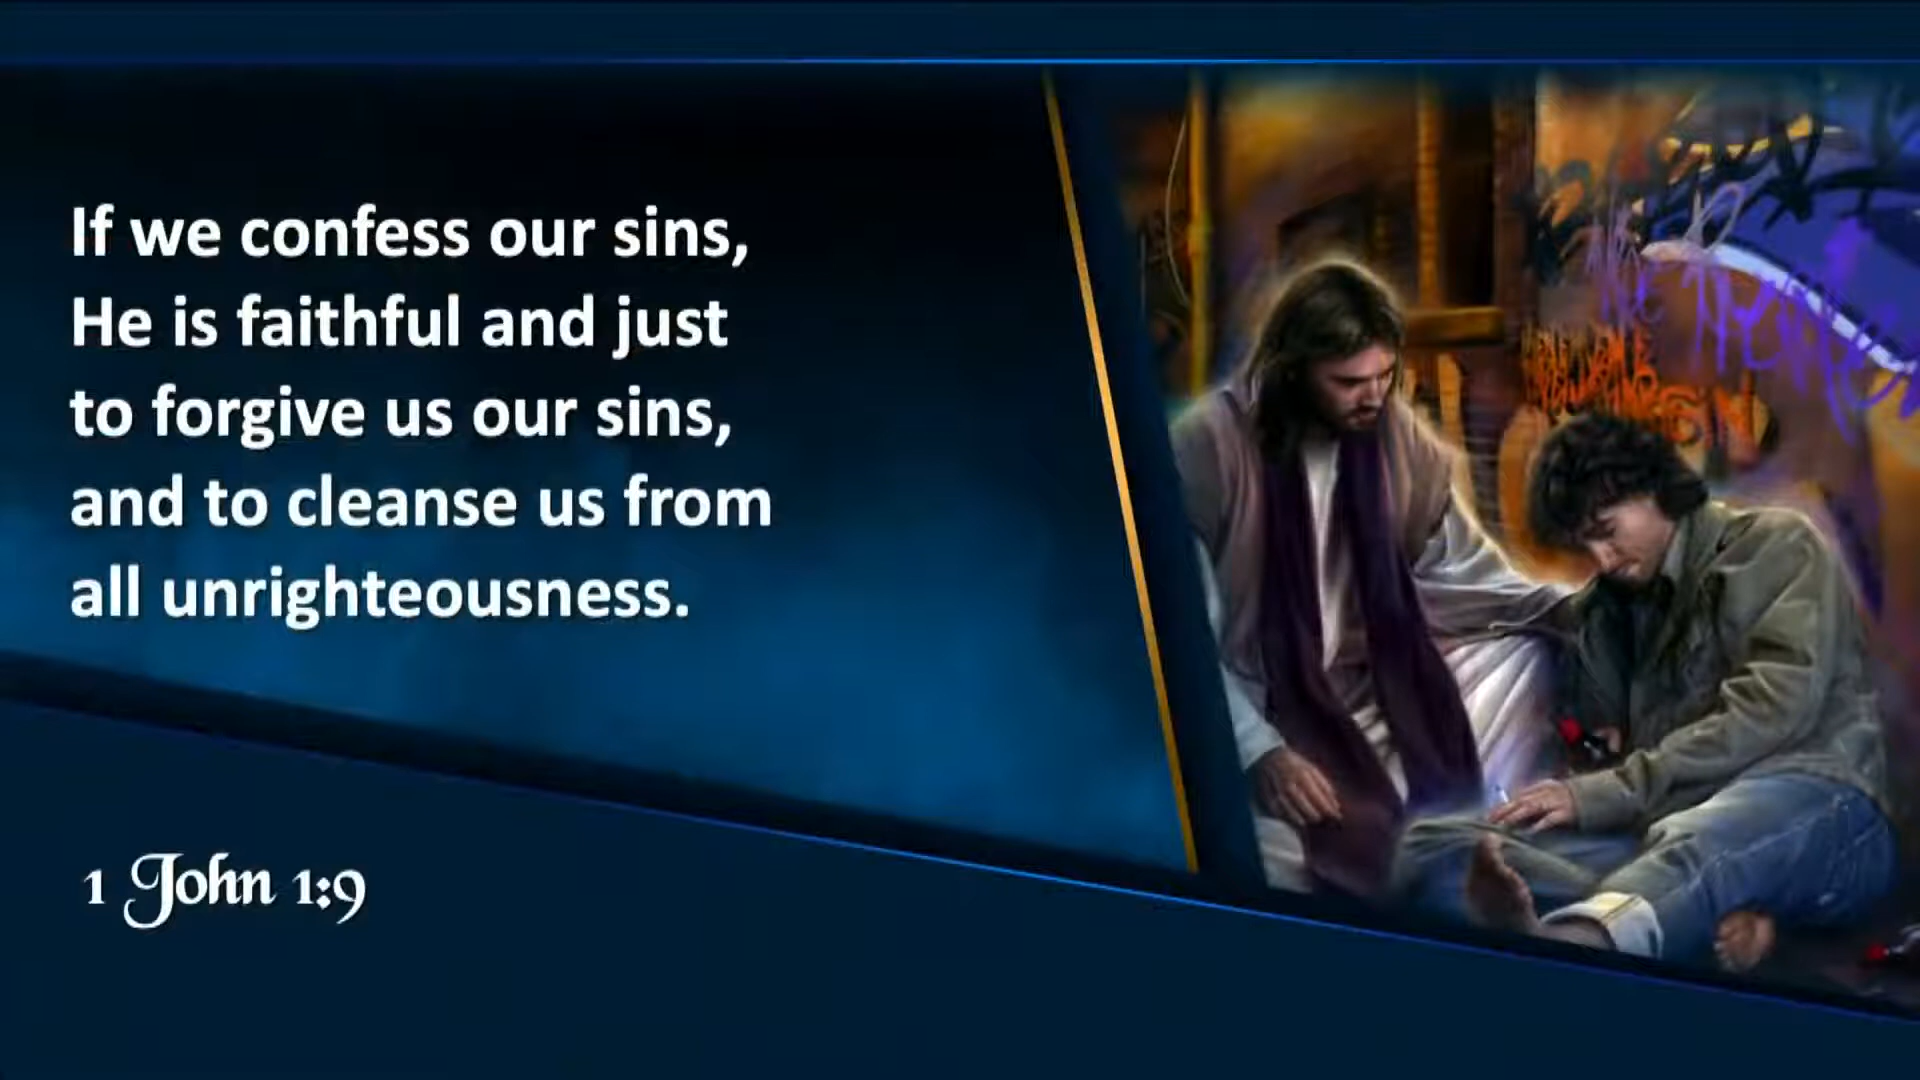 If we confess our sins,
He is faithful and just
to forgive us our sins,
and to cleanse us from
all unrighteousness.
1 John 1:9